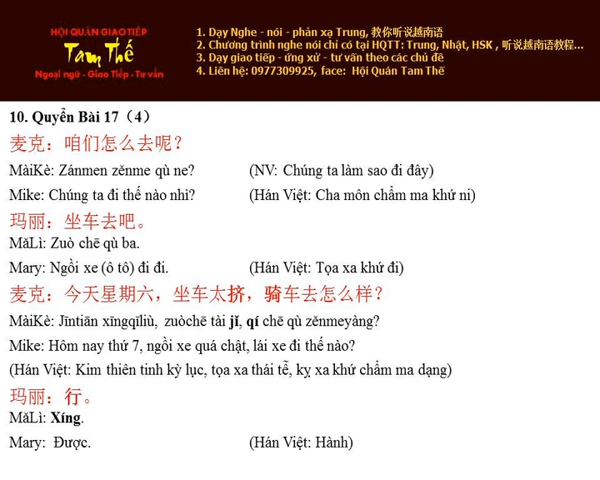 HỘI QUÁN GIAO TIẾP
Tam Thế
Ngoại ngữ - Giao Tiếp - Tư vấn
1. Dạy Nghe - nói - phản xạ Trung, 教你听说越南语
2. Chương trình nghe nói chỉ có tại HQTT: Trung, Nhật, HSK , 听说越南语教程...
3. Dạy giao tiếp - ứng xử - tư vấn theo các chủ đề
4. Liên hệ: 0977309925, face: Hội Quán Tam Thế
10. Quyển Bài 17（4）
麦克：咱们怎么去呢？
MàiKè: Zánmen zěnme qù ne? (NV: Chúng ta làm sao đi đây)
Mike: Chúng ta đi thế nào nhỉ? (Hán Việt: Cha môn chẩm ma khứ ni)
玛丽：坐车去吧。
MǎLì: Zuò chē qù ba.
Mary: Ngồi xe (ô tô) đi đi. (Hán Việt: Tọa xa khứ đi)
麦克：今天星期六，坐车太挤，骑车去怎么样？
MàiKè: Jīntiān xīngqīliù, zuòchē tài jǐ, qí chē qù zěnmeyàng?
Mike: Hôm nay thứ 7, ngồi xe quá chật, lái xe đi thế nào?
(Hán Việt: Kim thiên tinh kỳ lục, tọa xa thái tễ, kỵ xa khứ chẩm ma dạng)
玛丽：行。
MǎLì: Xíng.
Mary: Được. (Hán Việt: Hành)